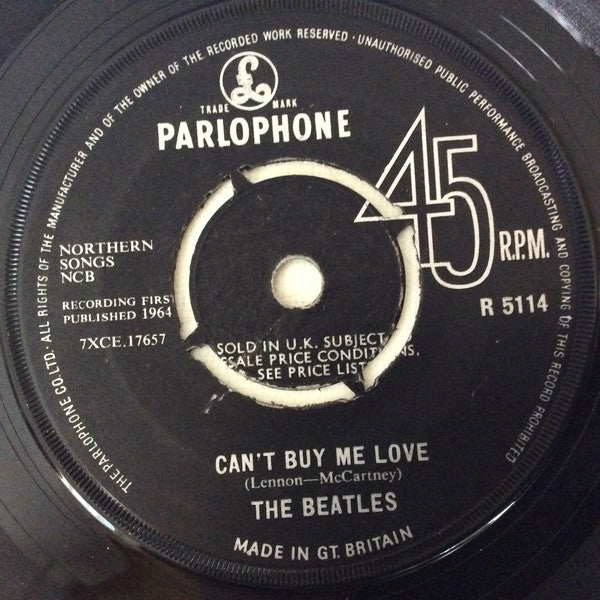 THE PARLOPHONE CO. LTD. ALL RIGHTS OF THE MANUFACTURER AND OF THE OWNER OF THE RECORDED WORK RESERVED · UNAUTHORISED PUBLIC PERFORMANCE BROADCASTING AND COPYING OF THIS RECORD PROHIBITED
£
TRADE MARK
PARLOPHONE
45
R.P.M.
R 5114
NORTHERN
SONGS
NCB
RECORDING FIRST
PUBLISHED 1964
7XCE.17657
SOLD IN U.K. SUBJECT
PRICE CONDITIONS,
SEE PRICE LIST
CAN'T BUY ME LOVE
(Lennon—McCartney)
THE BEATLES
MADE IN GT. BRITAIN